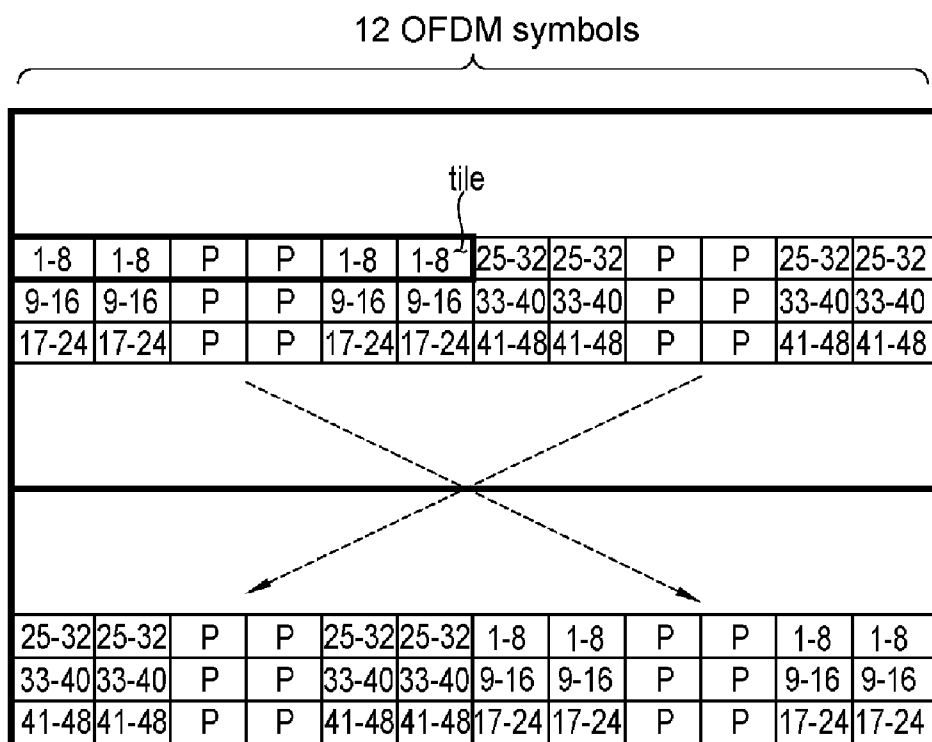 12 OFDM symbols
tile
1-8 1-8 P P 1-8 1-8 25-32 25-32 P P 25-32 25-32
9-16 9-16 P P 9-16 9-16 33-40 33-40 P P 33-40 33-40
17-24 17-24 P P 17-24 17-24 41-48 41-48 P P 41-48 41-48
25-32 25-32 P P 25-32 25-32 1-8 1-8 P P 1-8 1-8
33-40 33-40 P P 33-40 33-40 9-16 9-16 P P 9-16 9-16
41-48 41-48 P P 41-48 41-48 17-24 17-24 P P 17-24 17-24